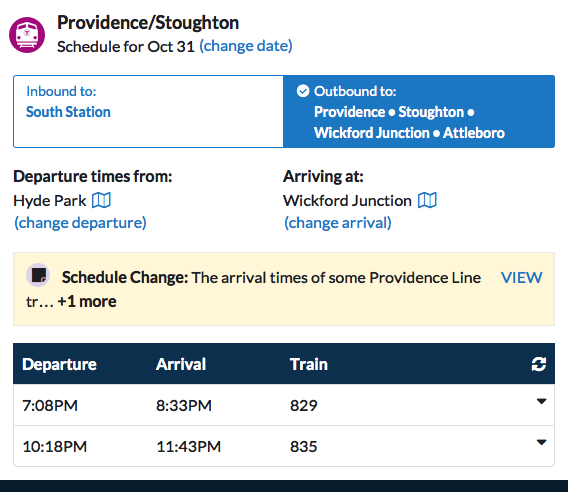 Providence/Stoughton
Schedule for Oct 31 (change date)
Inbound to:
South Station
Outbound to:
Providence • Stoughton •
Wickford Junction • Attleboro
Departure times from:
Hyde Park
(change departure)
Arriving at:
Wickford Junction
(change arrival)
Schedule Change: The arrival times of some Providence Line
tr… +1 more
VIEW
Departure Arrival Train
7:08PM 8:33PM 829
10:18PM 11:43PM 835